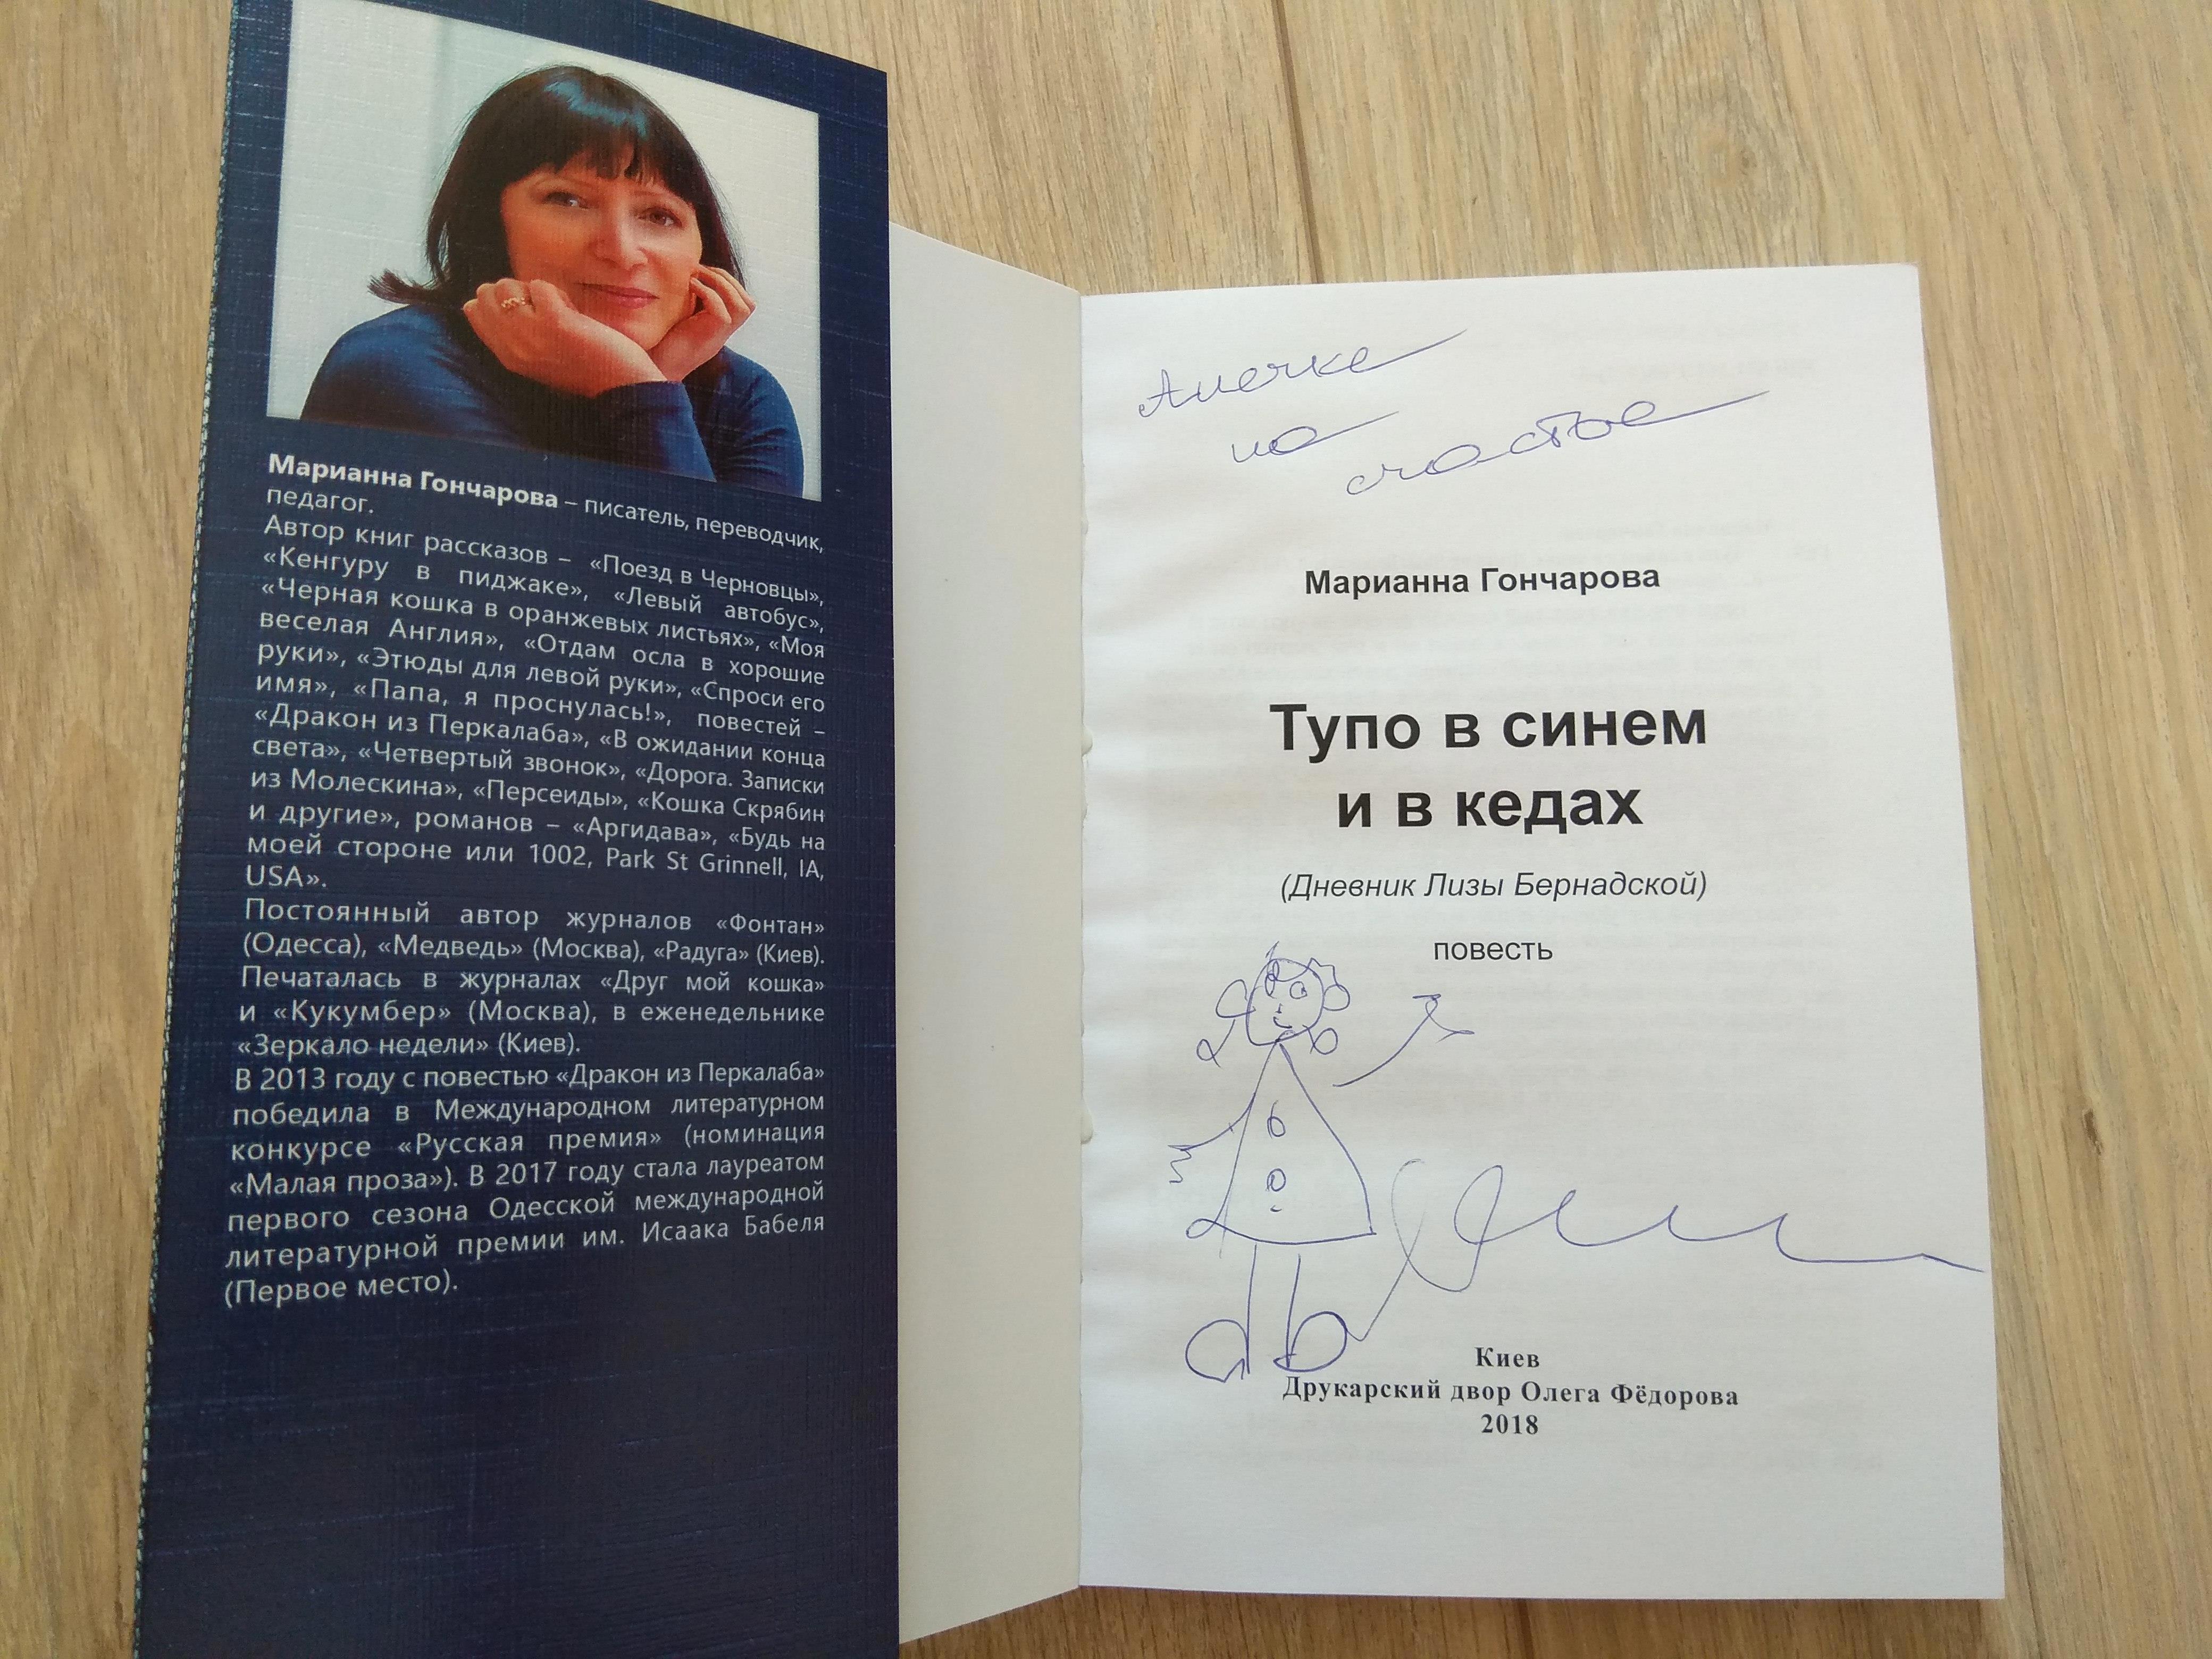 Марианна Гончарова – писатель, переводчик,
педагог.
Автор книг рассказов – «Поезд в Черновцы»,
«Кенгуру в пиджаке», «Левый автобус»,
«Черная кошка в оранжевых листьях», «Моя
веселая Англия», «Отдам осла в хорошие
руки», «Этюды для левой руки», «Спроси его
имя», «Папа, я проснулась!», повестей –
«Дракон из Перкалаба», «В ожидании конца
света», «Четвертый звонок», «Дорога. Записки
из Молескина», «Персеиды», «Кошка Скрябин
и другие», романов – «Аргидава», «Будь на
моей стороне или 1002, Park St Grinnell, IA,
USA».
Постоянный автор журналов «Фонтан»
(Одесса), «Медведь» (Москва), «Радуга» (Киев).
Печаталась в журналах «Друг мой кошка»
и «Кукумбер» (Москва), в еженедельнике
«Зеркало недели» (Киев).
В 2013 году с повестью «Дракон из Перкалаба»
победила в Международном литературном
конкурсе «Русская премия» (номинация
«Малая проза»). В 2017 году стала лауреатом
первого сезона Одесской международной
литературной премии им. Исаака Бабеля
(Первое место).
Анечке
на
счастье
Марианна Гончарова
Тупо в синем
и в кедах
(Дневник Лизы Бернадской)
повесть
Киев
Друкарский двор Олега Фёдорова
2018